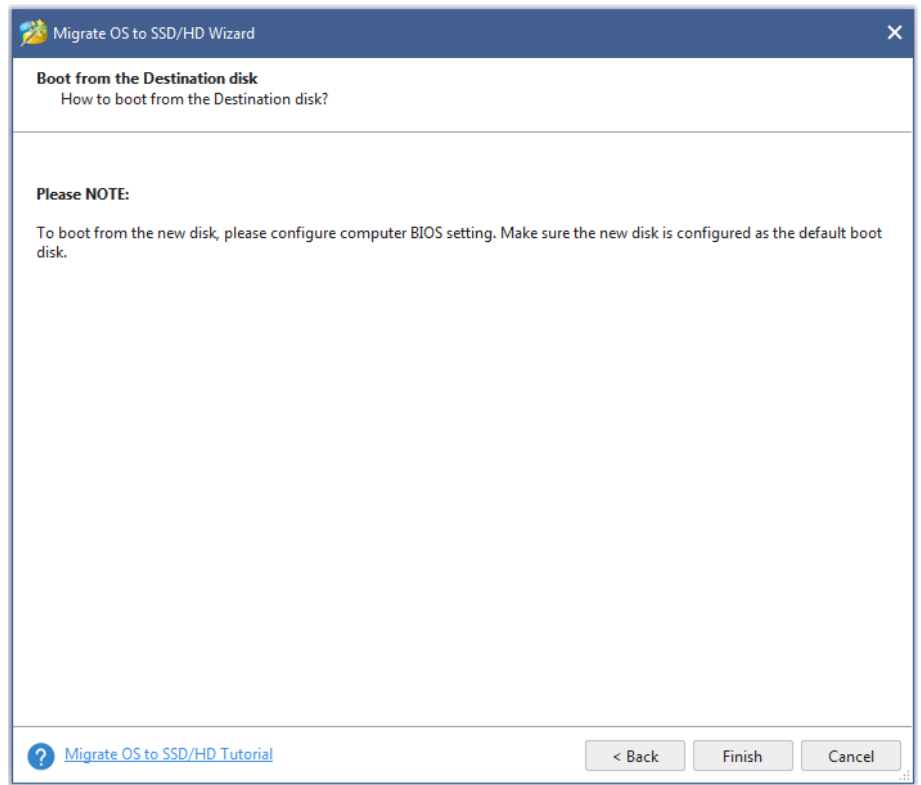 Migrate OS to SSD/HD Wizard
Boot from the Destination disk
How to boot from the Destination disk?
Please NOTE:
To boot from the new disk, please configure computer BIOS setting. Make sure the new disk is configured as the default boot
disk.
Migrate OS to SSD/HD Tutorial
< Back
Finish
Cancel